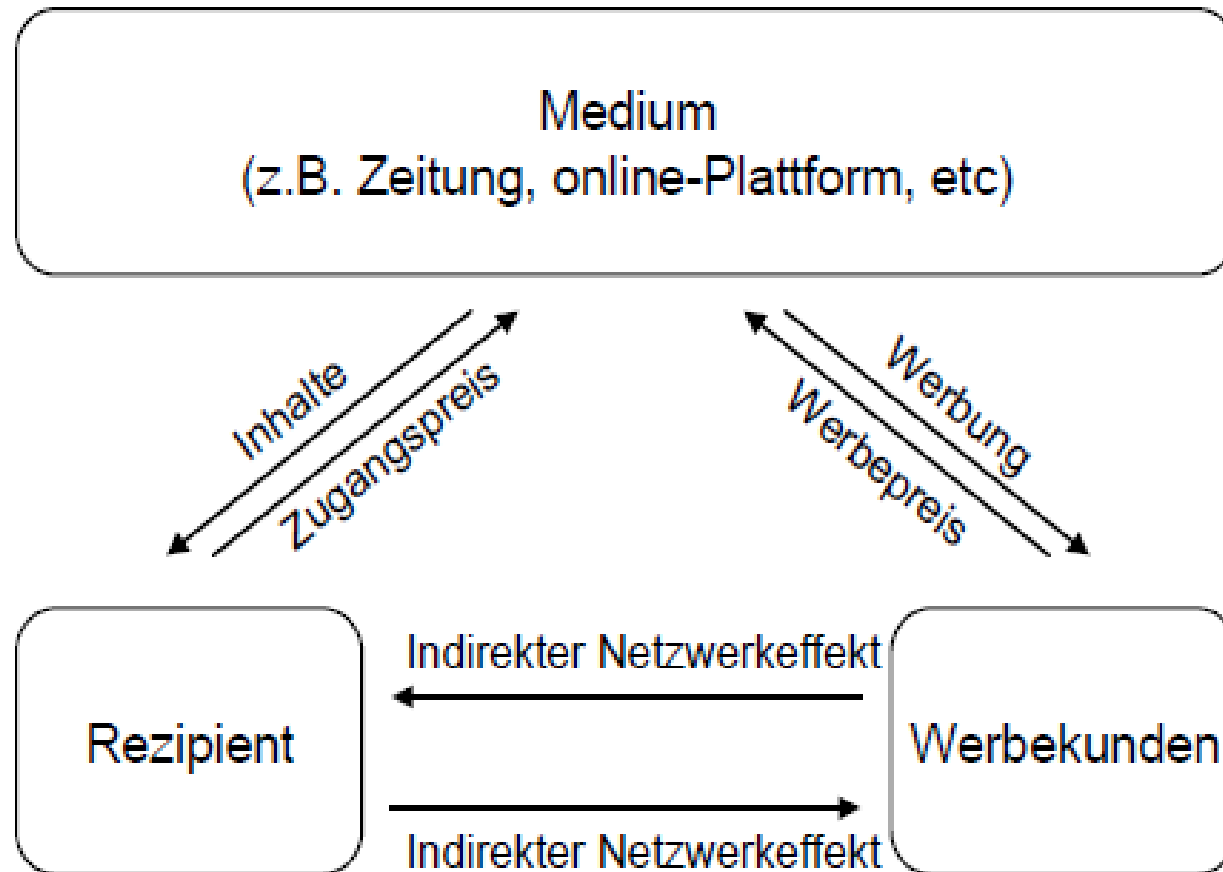 Medium
(z.B. Zeitung, online-Plattform, etc)
Inhalte
Zugangspreis
Werbung
Werbepreis
Indirekter Netzwerkeffekt
Rezipient
Werbekunden
Indirekter Netzwerkeffekt